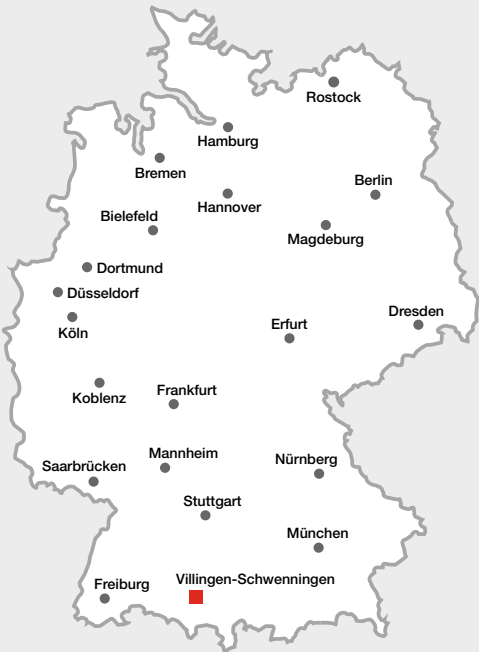 Rostock
Hamburg
Bremen
Berlin
Hannover
Bielefeld
Magdeburg
Dortmund
Düsseldorf
Dresden
Erfurt
Köln
Frankfurt
Koblenz
Mannheim
Nürnberg
Saarbrücken
Stuttgart
München
Villingen-Schwenningen
Freiburg